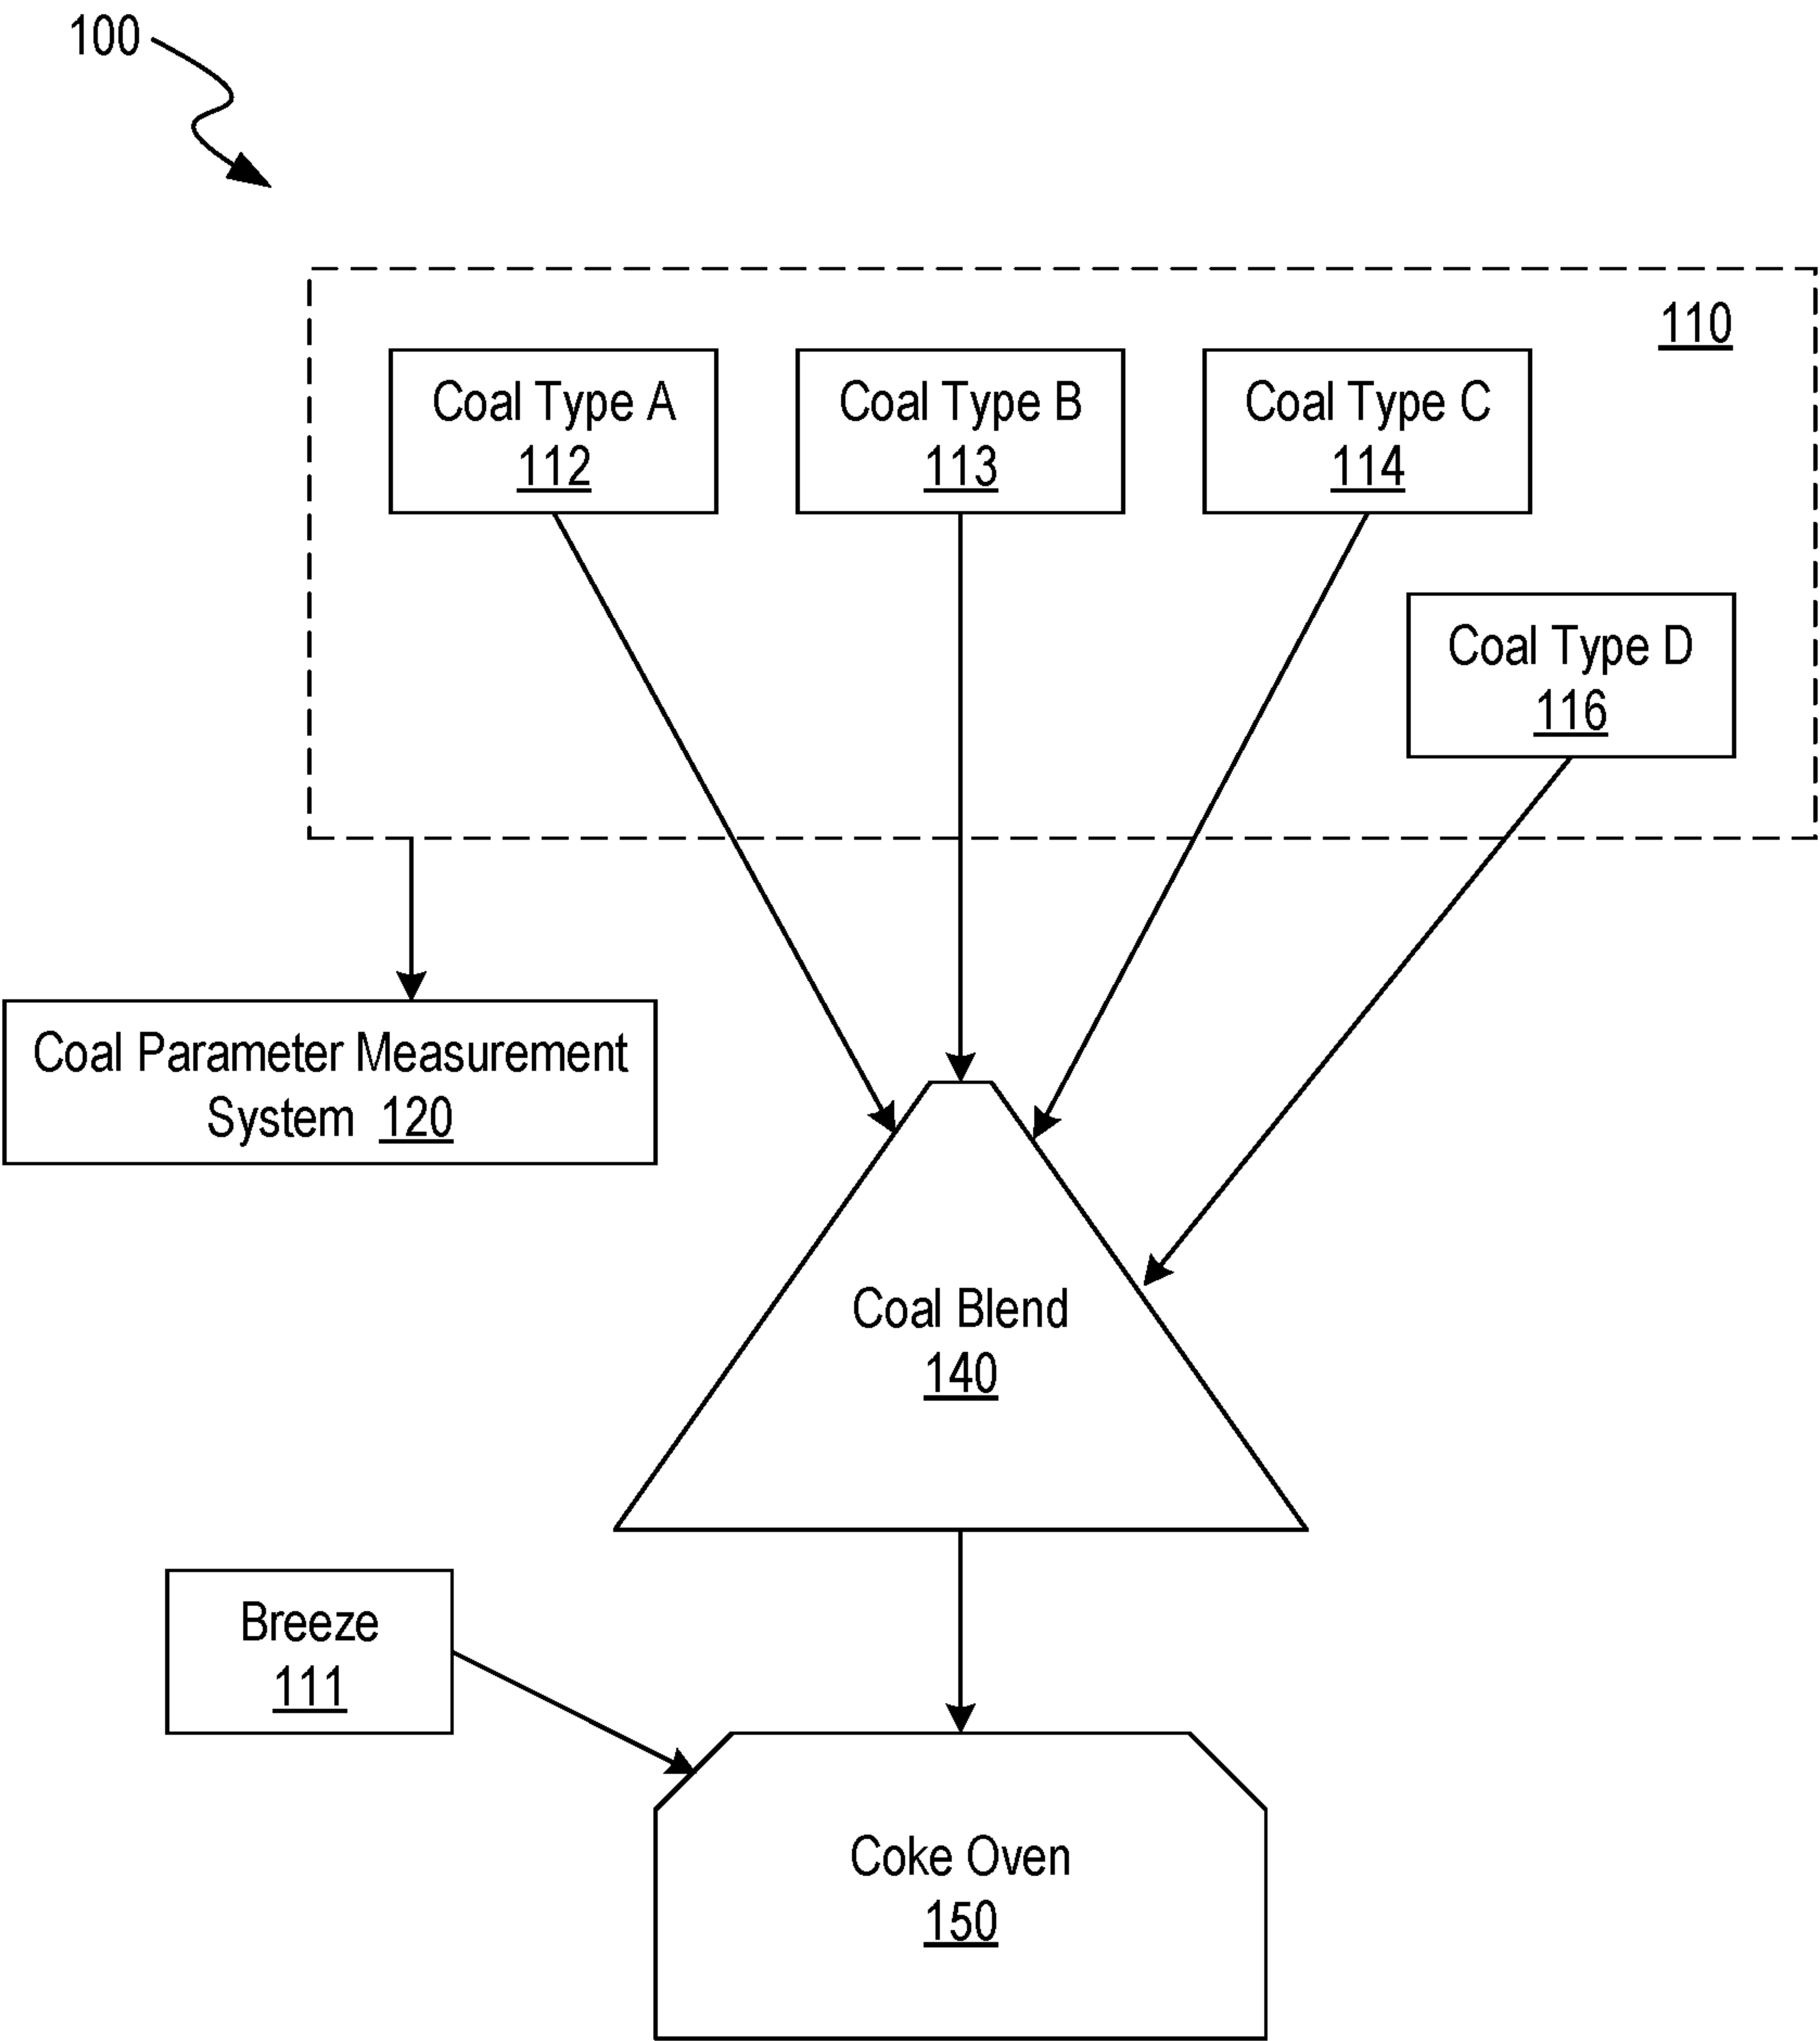 100
110
Coal Type A
112
Coal Type B
113
Coal Type C
114
Coal Type D
116
Coal Parameter Measurement
System 120
Coal Blend
140
Breeze
111
Coke Oven
150